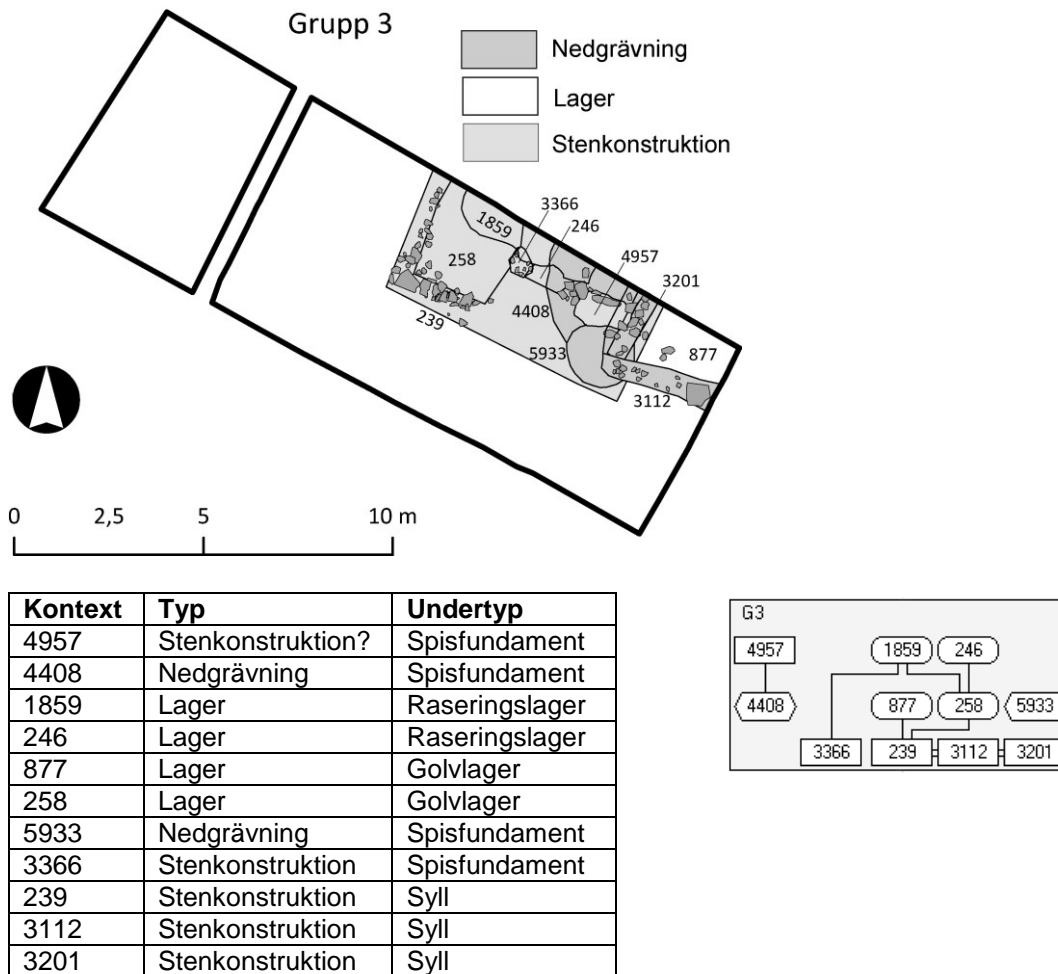 Grupp 3
Nedgrävning
Lager
Stenkonstruktion
3366
246
1859
4957
258
3201
4408
239
5933
877
3112
0 2,5 5 10 m
Kontext Typ Undertyp
4957 Stenkonstruktion? Spisfundament
4408 Nedgrävning Spisfundament
1859 Lager Raseringslager
246 Lager Raseringslager
877 Lager Golvlager
258 Lager Golvlager
5933 Nedgrävning Spisfundament
3366 Stenkonstruktion Spisfundament
239 Stenkonstruktion Syll
3112 Stenkonstruktion Syll
3201 Stenkonstruktion Syll
G3
4957 1859 246
4408 877 258 5933
3366 239 3112 3201